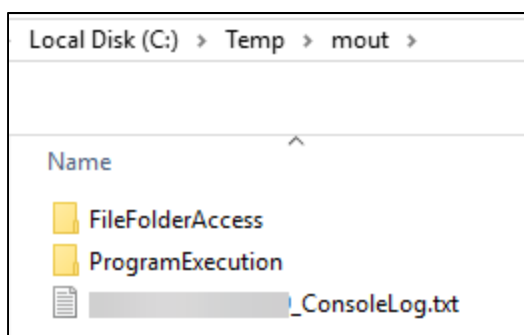 Local Disk (C:) > Temp > mout >
Name
FileFolderAccess
ProgramExecution
_ConsoleLog.txt